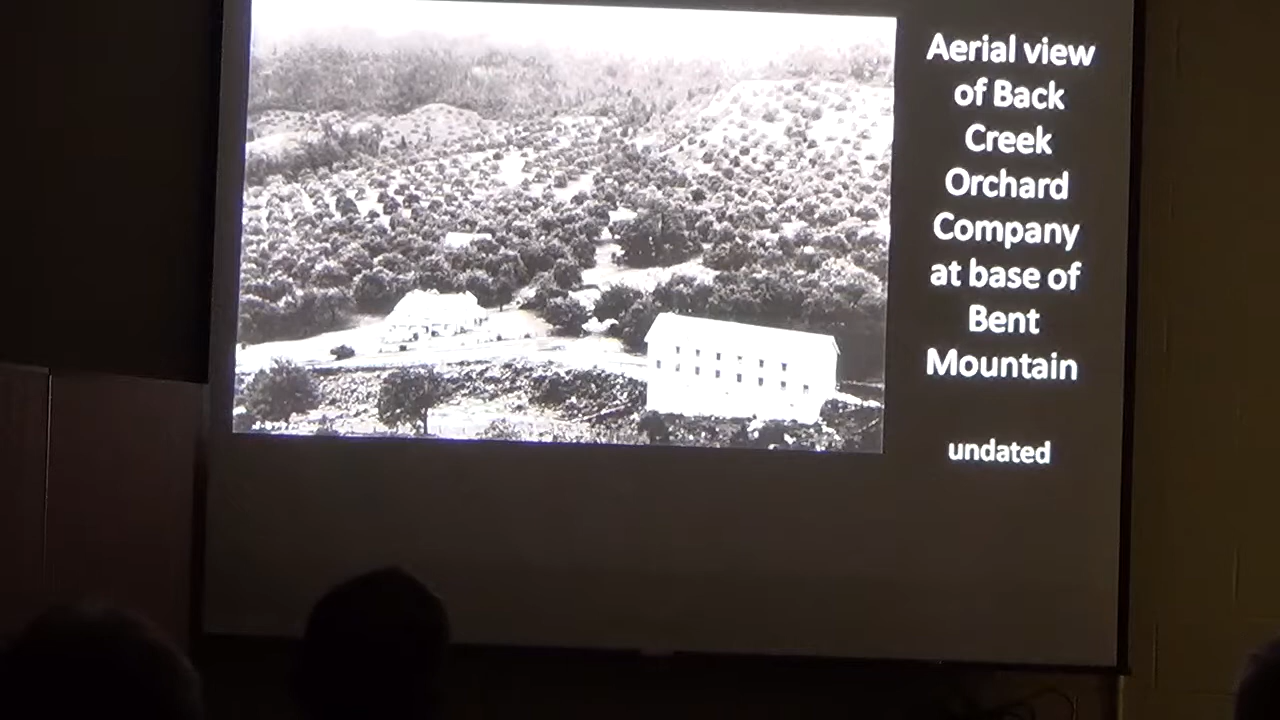 Aerial view
of Back
Creek
Orchard
Company
at base of
Bent
Mountain
undated